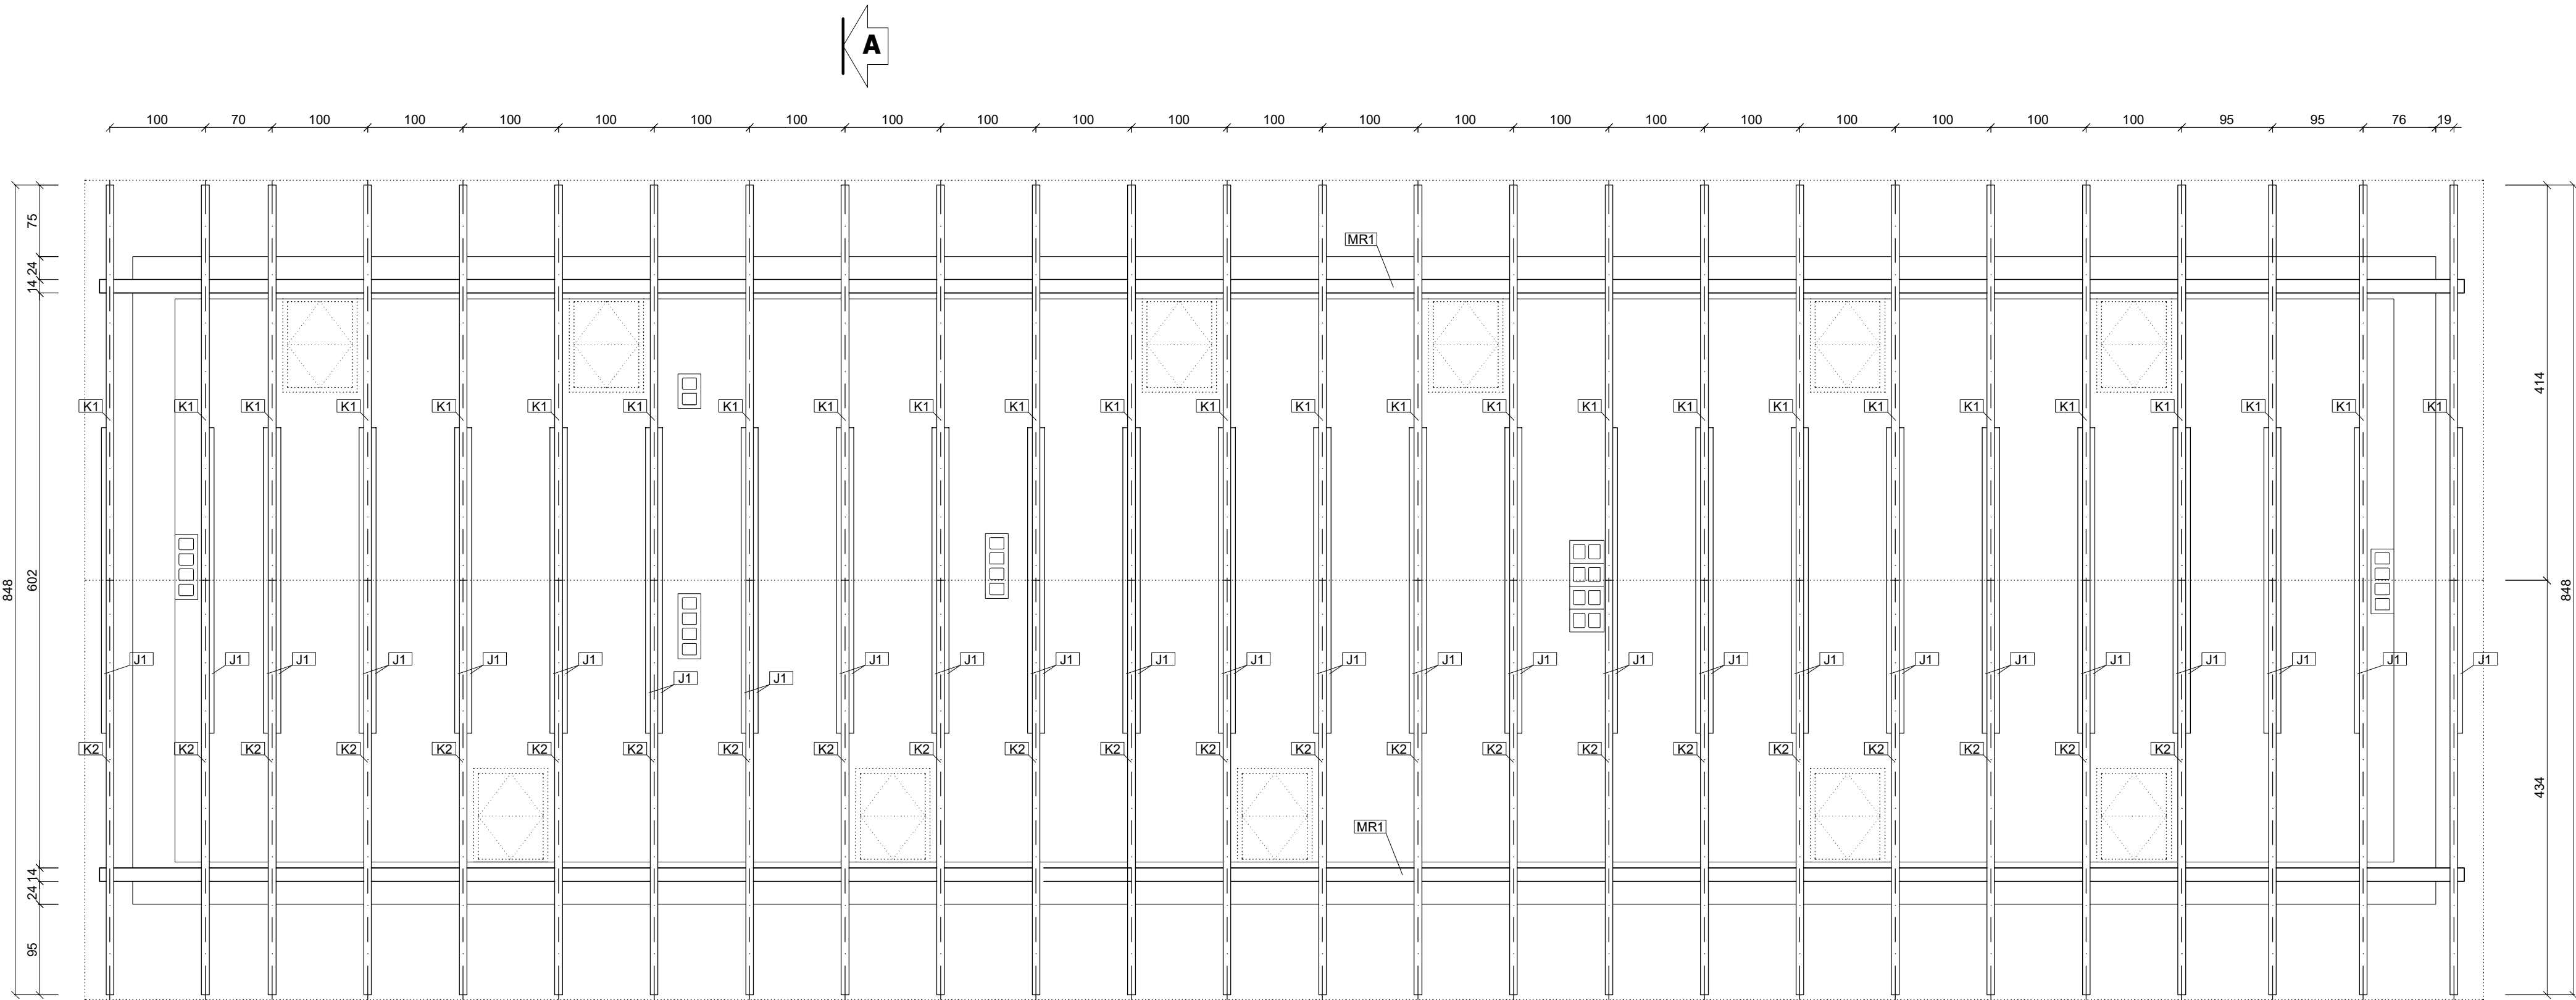 A
100 70 100 100 100 100 100 100 100 100 100 100 100 100 100 100 100 100 100 100 100 100 95 95 76 19
75
MR1
24
14
414
K1 K1 K1 K1 K1 K1 K1 K1 K1 K1 K1 K1 K1 K1 K1 K1 K1 K1 K1 K1 K1 K1 K1 K1 K1 K1
848 602 848
J1 J1 J1 J1 J1 J1 J1 J1 J1 J1 J1 J1 J1 J1 J1 J1 J1 J1 J1 J1 J1 J1 J1 J1
J1 J1
K2 K2 K2 K2 K2 K2 K2 K2 K2 K2 K2 K2 K2 K2 K2 K2 K2 K2 K2 K2 K2 K2 K2
434
MR1
14
24
95